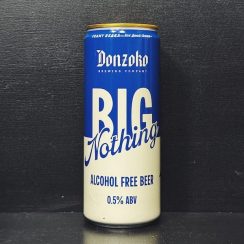 Donzoko
BREWING COMPANY
BIG
Nothing
ALCOHOL FREE BEER
0.5% ABV